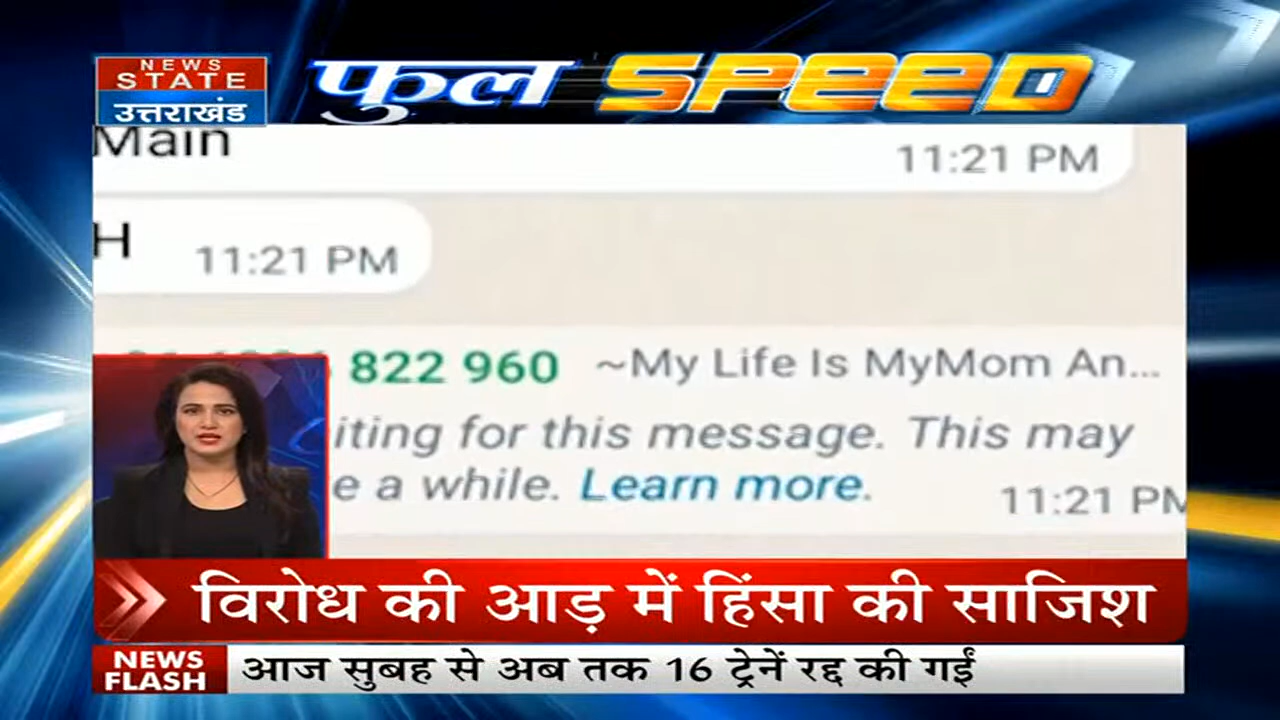 NEWS
STATE
उत्तराखंड
फुल SPEED
Main
11:21 PM
H 11:21 PM
822 960 ~My Life Is MyMom An...
iting for this message. This may
e a while. Learn more.
11:21 PM
विरोध की आड़ में हिंसा की साजिश
NEWS
FLASH
आज सुबह से अब तक 16 ट्रेनें रद्द की गईं